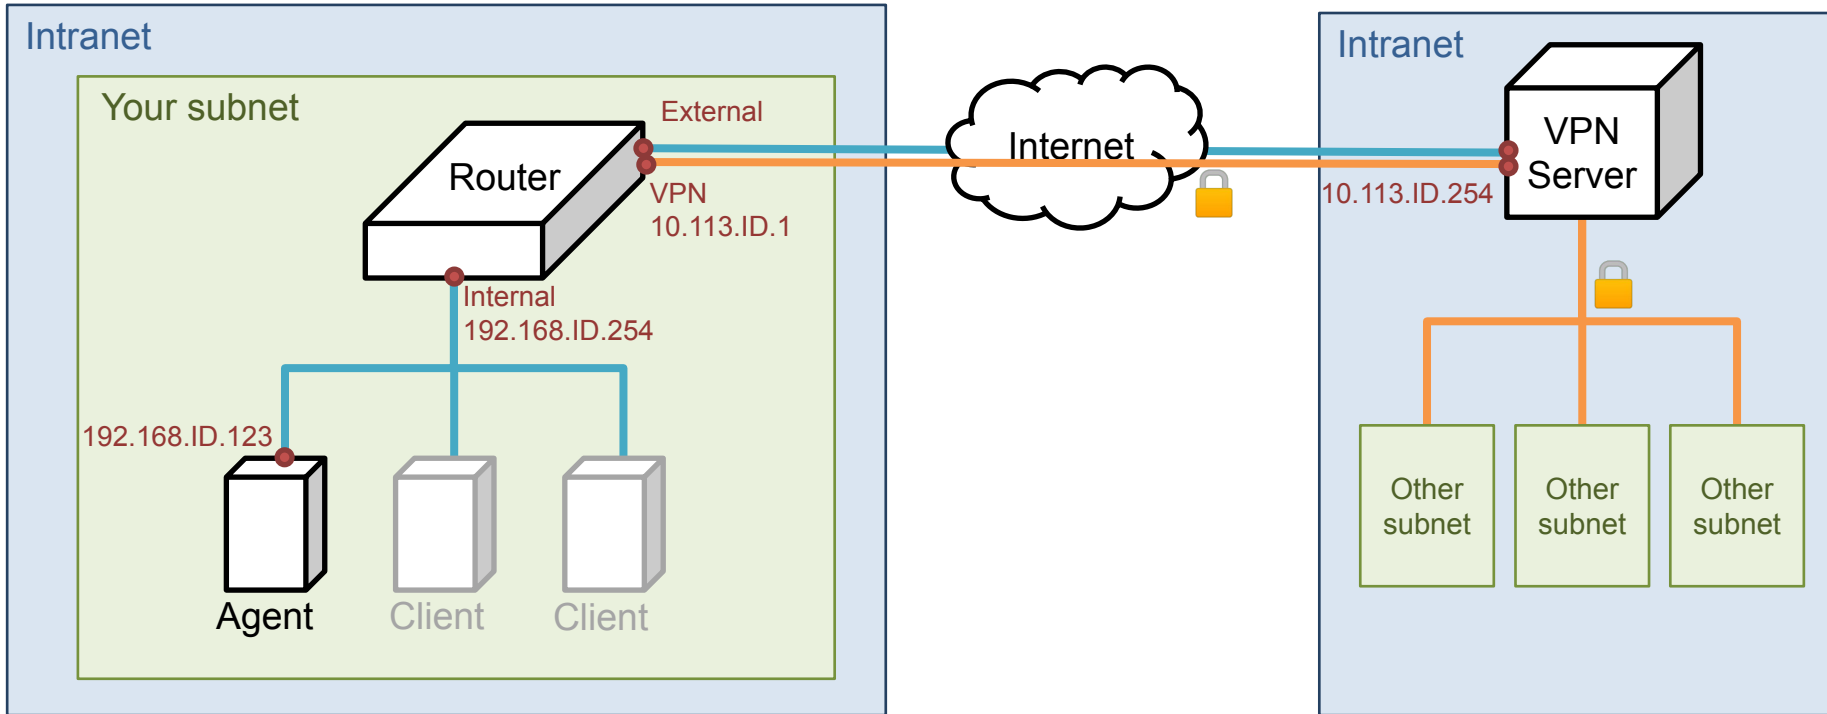 Intranet
Your subnet
External
Router
VPN
10.113.ID.1
Internal
192.168.ID.254
192.168.ID.123
Agent
Client
Client
Internet
Intranet
VPN
Server
10.113.ID.254
Other
subnet
Other
subnet
Other
subnet